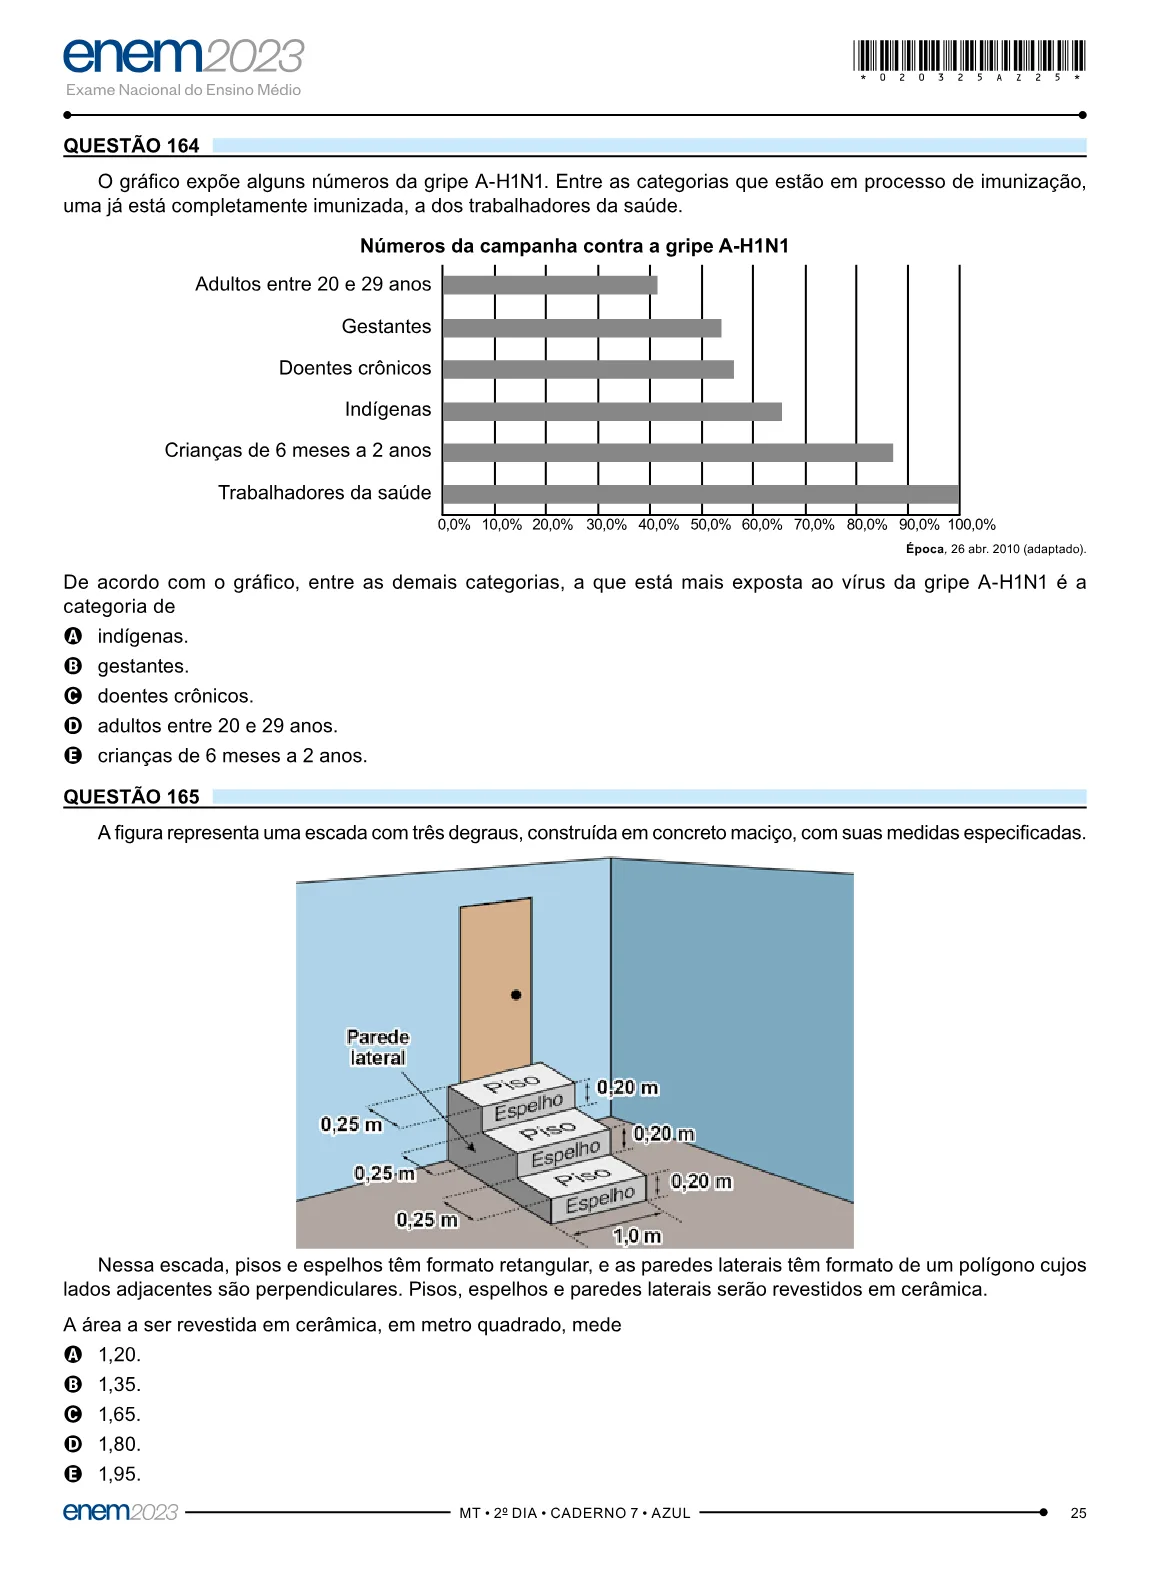 enem2023
Exame Nacional do Ensino Médio
*020325AZ25*
QUESTÃO 164
O gráfico expõe alguns números da gripe A-H1N1. Entre as categorias que estão em processo de imunização,
uma já está completamente imunizada, a dos trabalhadores da saúde.
Números da campanha contra a gripe A-H1N1
Adultos entre 20 e 29 anos
Gestantes
Doentes crônicos
Indígenas
Crianças de 6 meses a 2 anos
Trabalhadores da saúde
0,0% 10,0% 20,0% 30,0% 40,0% 50,0% 60,0% 70,0% 80,0% 90,0% 100,0%
Época, 26 abr. 2010 (adaptado).
De acordo com o gráfico, entre as demais categorias, a que está mais exposta ao vírus da gripe A-H1N1 é a
categoria de
A indígenas.
B gestantes.
C doentes crônicos.
D adultos entre 20 e 29 anos.
E crianças de 6 meses a 2 anos.
QUESTÃO 165
A figura representa uma escada com três degraus, construída em concreto maciço, com suas medidas especificadas.
Parede
lateral
Piso
0,20 m
Espelho
0,25 m
Piso
0,20 m
Espelho
0,25 m
Piso
0,20 m
Espelho
0,25 m
1,0 m
Nessa escada, pisos e espelhos têm formato retangular, e as paredes laterais têm formato de um polígono cujos
lados adjacentes são perpendiculares. Pisos, espelhos e paredes laterais serão revestidos em cerâmica.
A área a ser revestida em cerâmica, em metro quadrado, mede
A 1,20.
B 1,35.
C 1,65.
D 1,80.
E 1,95.
enem2023
MT • 2º DIA • CADERNO 7 • AZUL
25